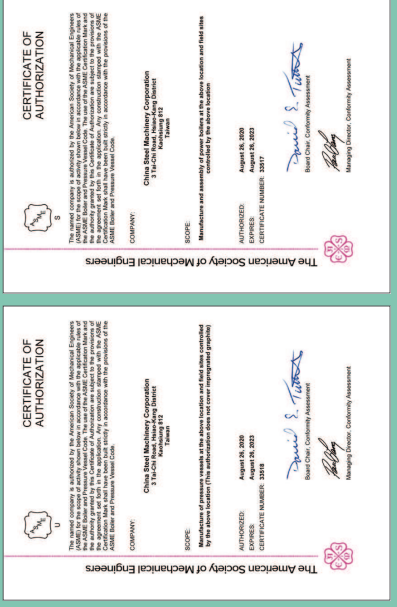 ASME
U
CERTIFICATE OF
AUTHORIZATION
The named company is authorized by the American Society of Mechanical Engineers
(ASME) for the scope of activity shown below in accordance with the applicable rules of
the ASME Boiler and Pressure Vessel Code. The use of the ASME Certification Mark and
the authority granted by this Certificate of Authorization are subject to the provisions of
the agreement set forth in the application. Any construction stamped with the ASME
Certification Mark shall have been built strictly in accordance with the provisions of the
ASME Boiler and Pressure Vessel Code.
COMPANY:
China Steel Machinery Corporation
3 Tai-Chi Road, Hsiao-Kang District
Kaohsiung 812
Taiwan
SCOPE:
Manufacture of pressure vessels at the above location and field sites controlled
by the above location (This authorization does not cover impregnated graphite)
AUTHORIZED: August 26, 2020
EXPIRES: August 26, 2023
CERTIFICATE NUMBER: 33518
Board Chair, Conformity Assessment
Managing Director, Conformity Assessment
The American Society of Mechanical Engineers
ASME
S
CERTIFICATE OF
AUTHORIZATION
The named company is authorized by the American Society of Mechanical Engineers
(ASME) for the scope of activity shown below in accordance with the applicable rules of
the ASME Boiler and Pressure Vessel Code. The use of the ASME Certification Mark and
the authority granted by this Certificate of Authorization are subject to the provisions of
the agreement set forth in the application. Any construction stamped with the ASME
Certification Mark shall have been built strictly in accordance with the provisions of the
ASME Boiler and Pressure Vessel Code.
COMPANY:
China Steel Machinery Corporation
3 Tai-Chi Road, Hsiao-Kang District
Kaohsiung 812
Taiwan
SCOPE:
Manufacture and assembly of power boilers at the above location and field sites
controlled by the above location
AUTHORIZED: August 26, 2020
EXPIRES: August 26, 2023
CERTIFICATE NUMBER: 33517
Board Chair, Conformity Assessment
Managing Director, Conformity Assessment
The American Society of Mechanical Engineers